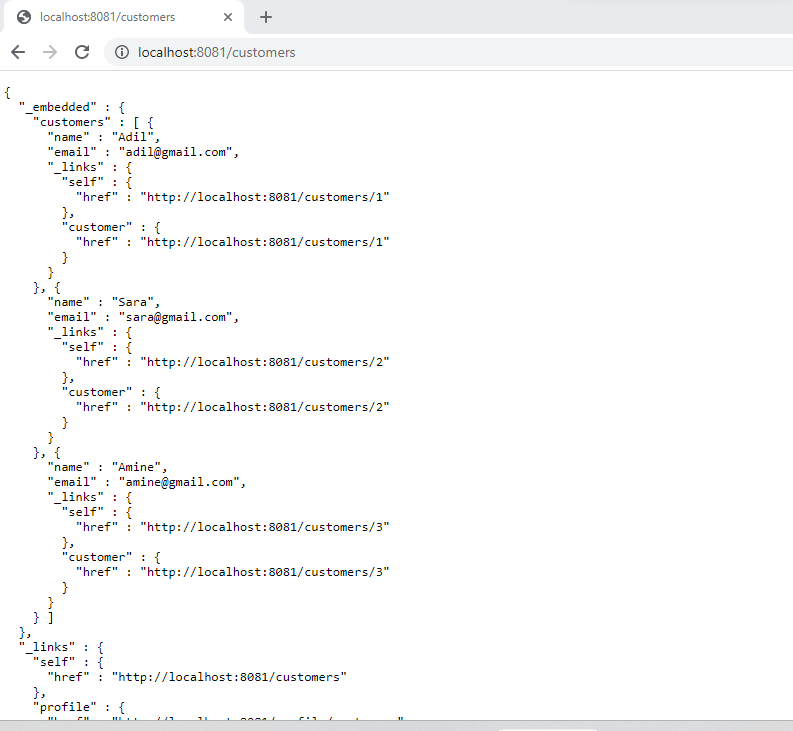 localhost:8081/customers
localhost:8081/customers
{
  "_embedded" : {
    "customers" : [ {
      "name" : "Adil",
      "email" : "adil@gmail.com",
      "_links" : {
        "self" : {
          "href" : "http://localhost:8081/customers/1"
        },
        "customer" : {
          "href" : "http://localhost:8081/customers/1"
        }
      }
    }, {
      "name" : "Sara",
      "email" : "sara@gmail.com",
      "_links" : {
        "self" : {
          "href" : "http://localhost:8081/customers/2"
        },
        "customer" : {
          "href" : "http://localhost:8081/customers/2"
        }
      }
    }, {
      "name" : "Amine",
      "email" : "amine@gmail.com",
      "_links" : {
        "self" : {
          "href" : "http://localhost:8081/customers/3"
        },
        "customer" : {
          "href" : "http://localhost:8081/customers/3"
        }
      }
    } ]
  },
  "_links" : {
    "self" : {
      "href" : "http://localhost:8081/customers"
    },
    "profile" : {